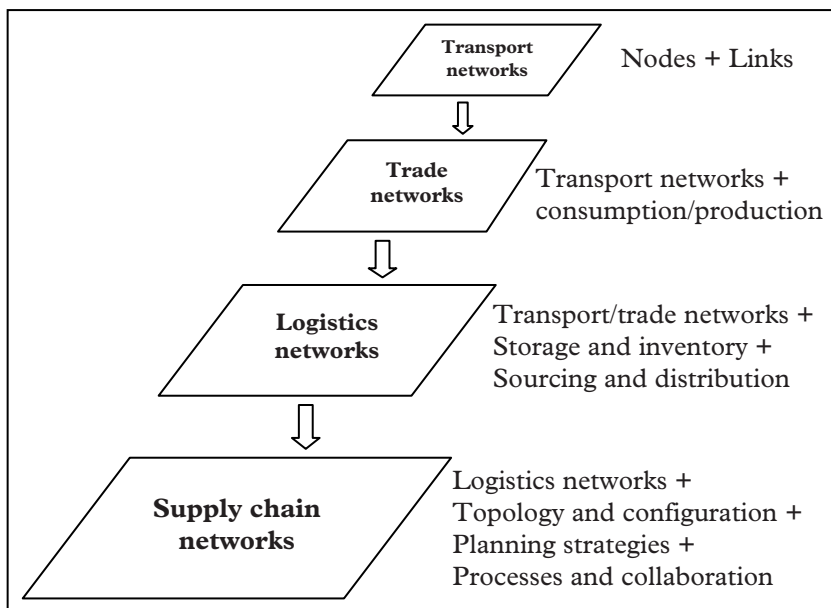 Transport
networks
Nodes + Links
Trade
networks
Transport networks +
consumption/production
Logistics
networks
Transport/trade networks +
Storage and inventory +
Sourcing and distribution
Supply chain
networks
Logistics networks +
Topology and configuration +
Planning strategies +
Processes and collaboration